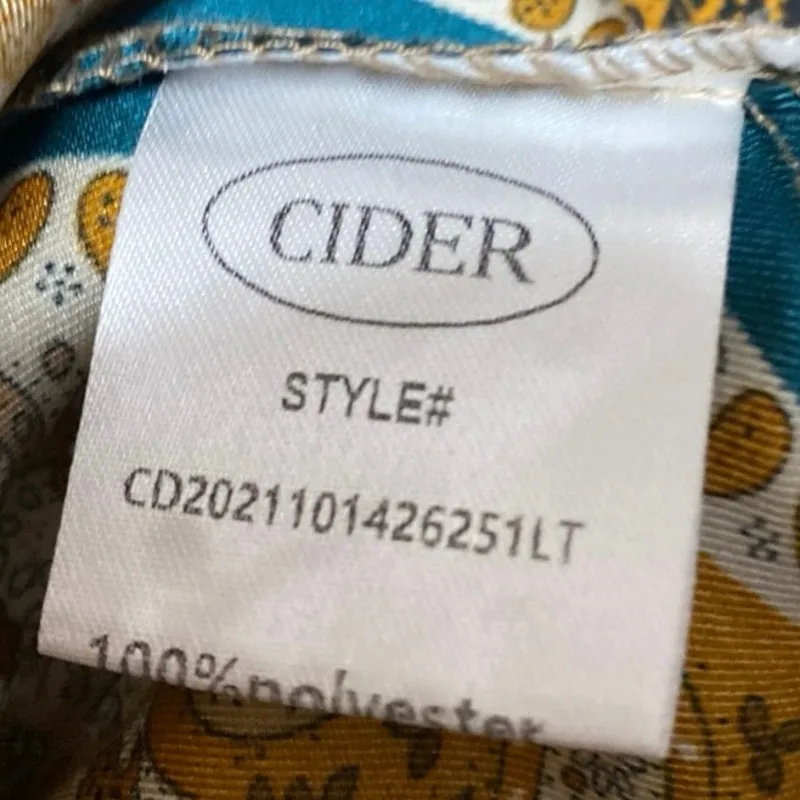 CIDER
STYLE#
CD2021101426251LT
100%polyester